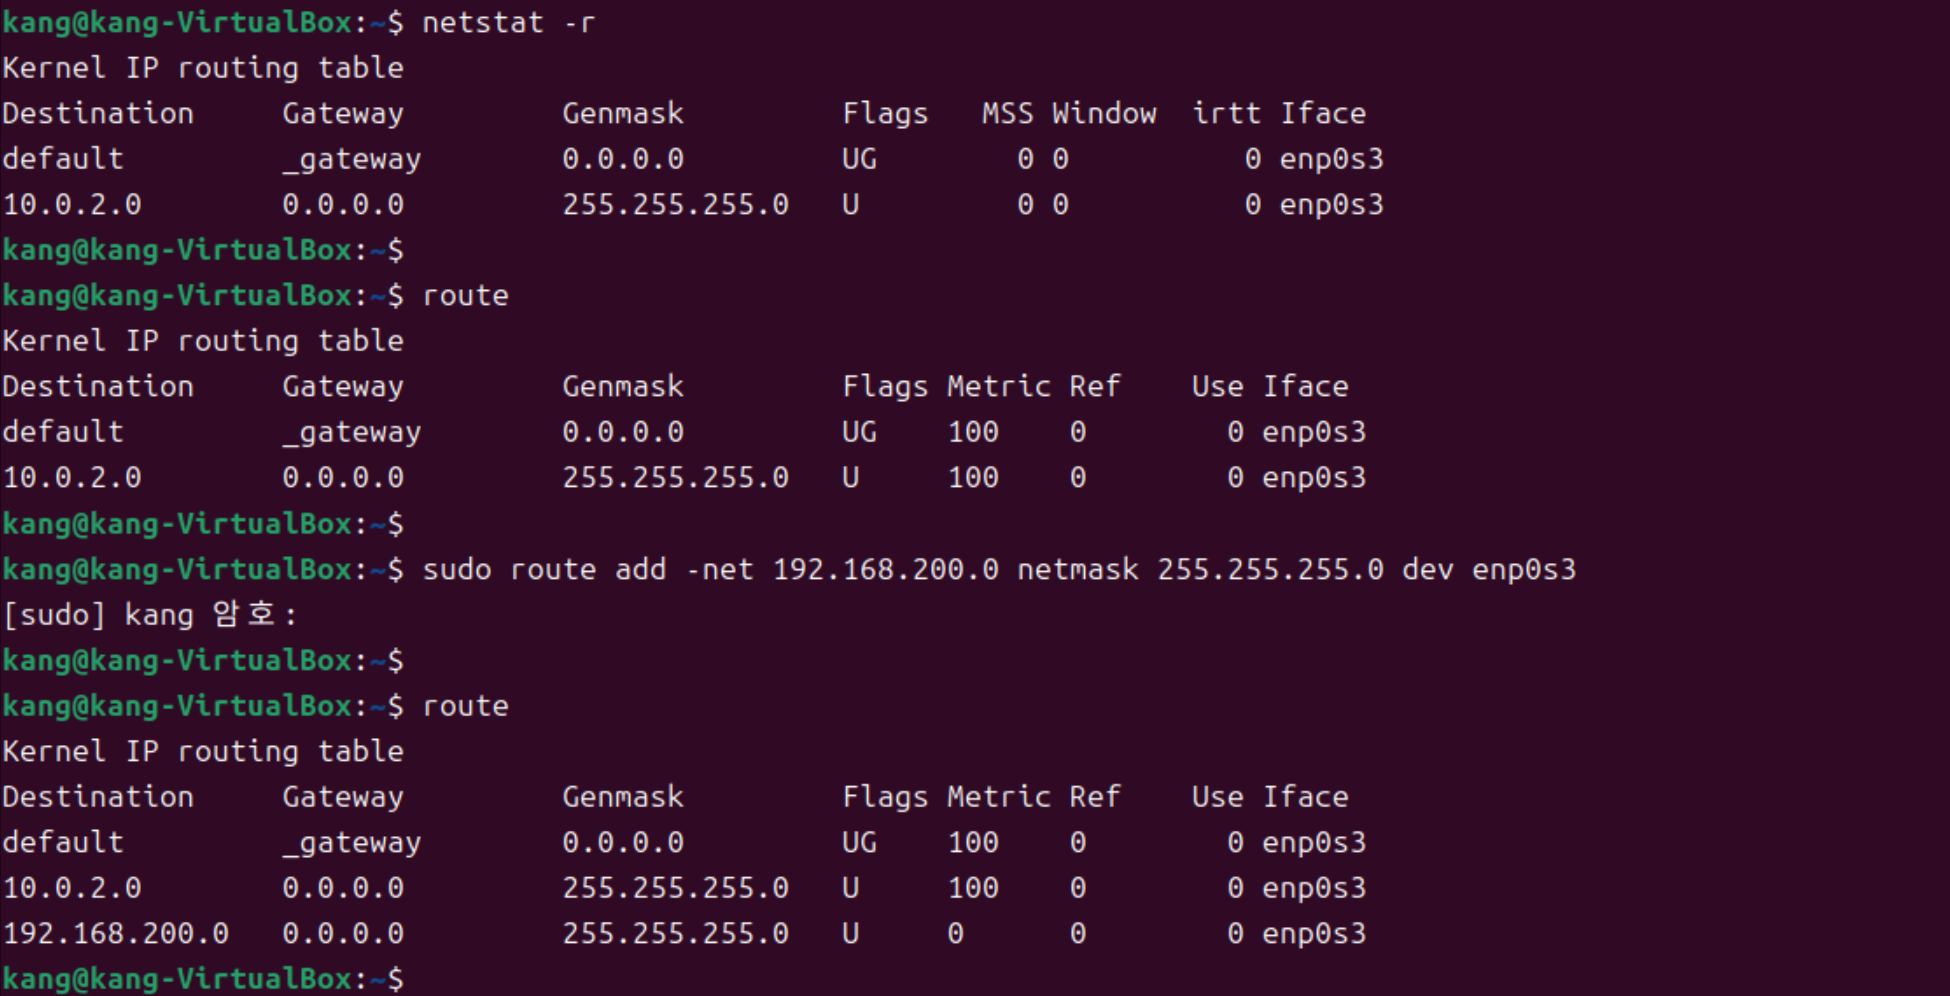 kang@kang-VirtualBox:~$ netstat -r
Kernel IP routing table
Destination     Gateway         Genmask         Flags   MSS Window  irtt Iface
default         _gateway        0.0.0.0         UG        0 0          0 enp0s3
10.0.2.0        0.0.0.0         255.255.255.0   U         0 0          0 enp0s3
kang@kang-VirtualBox:~$
kang@kang-VirtualBox:~$ route
Kernel IP routing table
Destination     Gateway         Genmask         Flags Metric Ref    Use Iface
default         _gateway        0.0.0.0         UG    100    0        0 enp0s3
10.0.2.0        0.0.0.0         255.255.255.0   U     100    0        0 enp0s3
kang@kang-VirtualBox:~$
kang@kang-VirtualBox:~$ sudo route add -net 192.168.200.0 netmask 255.255.255.0 dev enp0s3
[sudo] kang 암호:
kang@kang-VirtualBox:~$
kang@kang-VirtualBox:~$ route
Kernel IP routing table
Destination     Gateway         Genmask         Flags Metric Ref    Use Iface
default         _gateway        0.0.0.0         UG    100    0        0 enp0s3
10.0.2.0        0.0.0.0         255.255.255.0   U     100    0        0 enp0s3
192.168.200.0   0.0.0.0         255.255.255.0   U     0      0        0 enp0s3
kang@kang-VirtualBox:~$